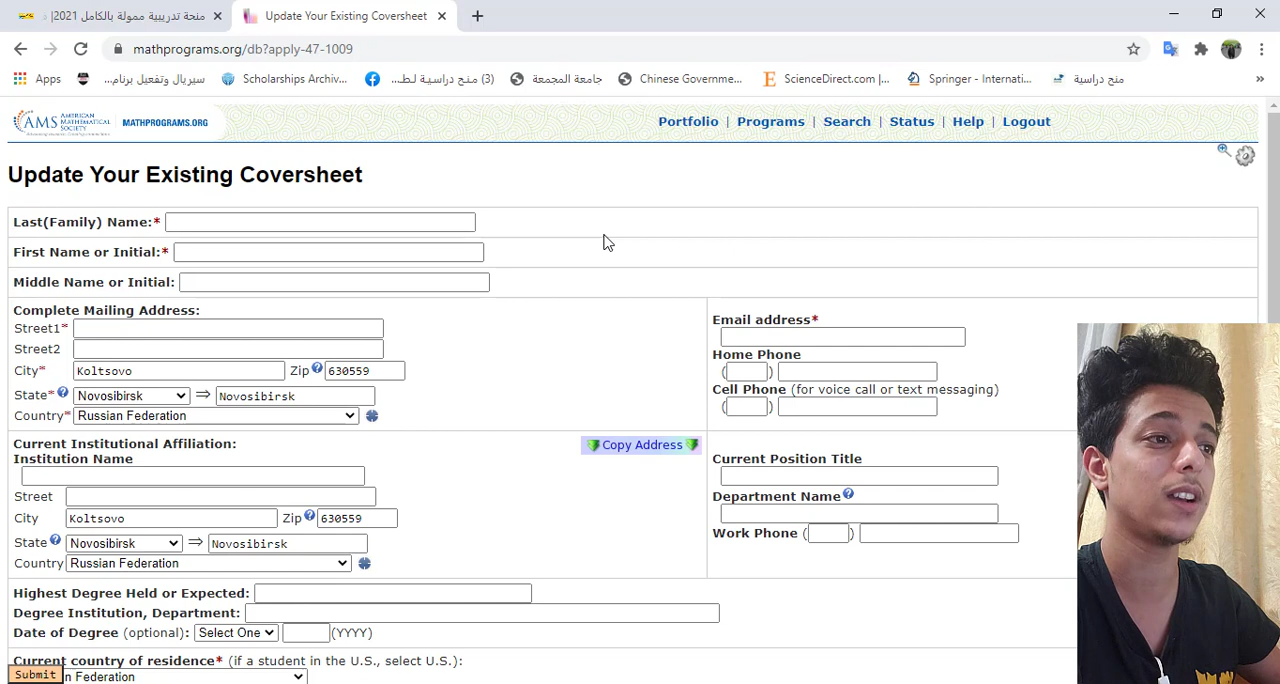 منحة تدريبية ممولة بالكامل 2021| د
Update Your Existing Coversheet
mathprograms.org/db?apply-47-1009
Apps
سيريال وتفعيل برنام...
Scholarships Archiv...
(3) منح دراسية لط...
جامعة المجمعة
Chinese Governme...
ScienceDirect.com |...
Springer - Internati...
منح دراسية
»
AMS AMERICAN MATHEMATICAL SOCIETY
MATHPROGRAMS.ORG
Portfolio | Programs | Search | Status | Help | Logout
Update Your Existing Coversheet
Last(Family) Name:*
First Name or Initial:*
Middle Name or Initial:
Complete Mailing Address:
Street1*
Street2
City* Koltsovo Zip 630559
State* Novosibirsk ⇒ Novosibirsk
Country* Russian Federation
Email address*
Home Phone
( )
Cell Phone (for voice call or text messaging)
( )
Current Institutional Affiliation:
Copy Address
Institution Name
Street
City Koltsovo Zip 630559
State Novosibirsk ⇒ Novosibirsk
Country Russian Federation
Current Position Title
Department Name
Work Phone ( )
Highest Degree Held or Expected:
Degree Institution, Department:
Date of Degree (optional): Select One (YYYY)
Current country of residence* (if a student in the U.S., select U.S.):
Submit
n Federation